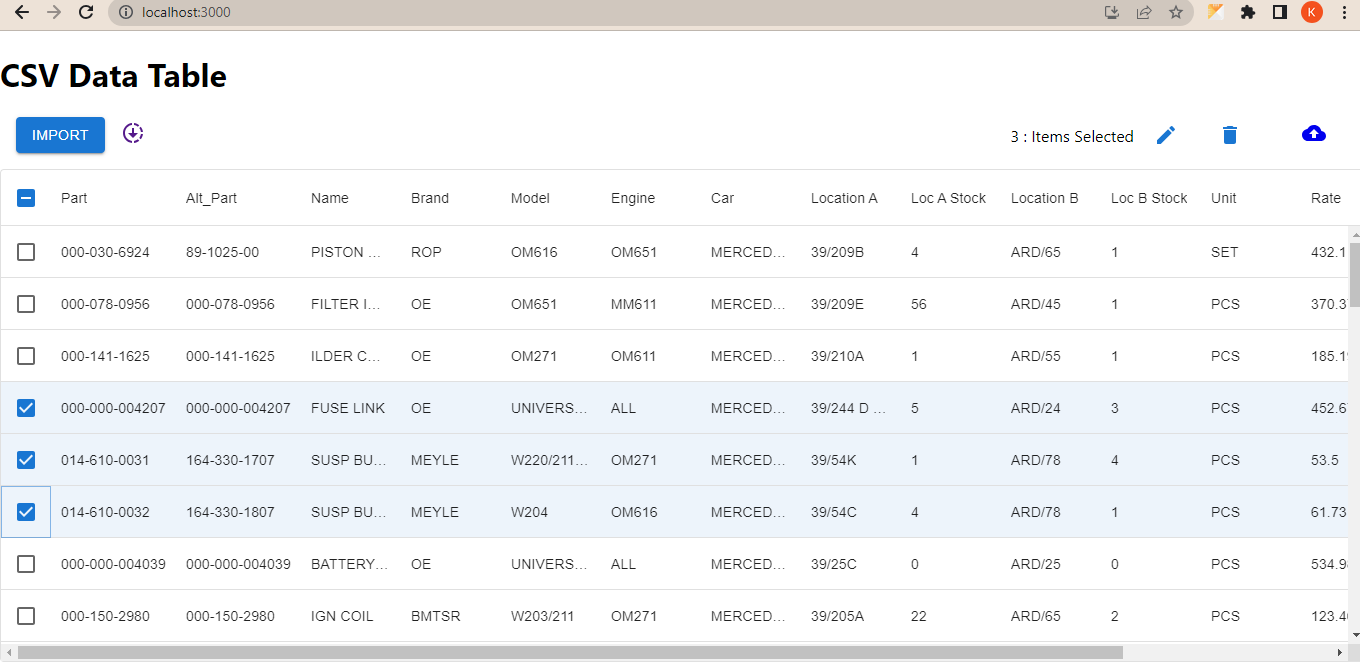 localhost:3000
K
CSV Data Table
IMPORT
3 : Items Selected
Part Alt_Part Name Brand Model Engine Car Location A Loc A Stock Location B Loc B Stock Unit Rate
000-030-6924 89-1025-00 PISTON ... ROP OM616 OM651 MERCED... 39/209B 4 ARD/65 1 SET 432.1
000-078-0956 000-078-0956 FILTER I... OE OM651 MM611 MERCED... 39/209E 56 ARD/45 1 PCS 370.3
000-141-1625 000-141-1625 ILDER C... OE OM271 OM611 MERCED... 39/210A 1 ARD/55 1 PCS 185.1
000-000-004207 000-000-004207 FUSE LINK OE UNIVERS... ALL MERCED... 39/244 D ... 5 ARD/24 3 PCS 452.6
014-610-0031 164-330-1707 SUSP BU... MEYLE W220/211... OM271 MERCED... 39/54K 1 ARD/78 4 PCS 53.5
014-610-0032 164-330-1807 SUSP BU... MEYLE W204 OM616 MERCED... 39/54C 4 ARD/78 1 PCS 61.73
000-000-004039 000-000-004039 BATTERY... OE UNIVERS... ALL MERCED... 39/25C 0 ARD/25 0 PCS 534.9
000-150-2980 000-150-2980 IGN COIL BMTSR W203/211 OM271 MERCED... 39/205A 22 ARD/65 2 PCS 123.4